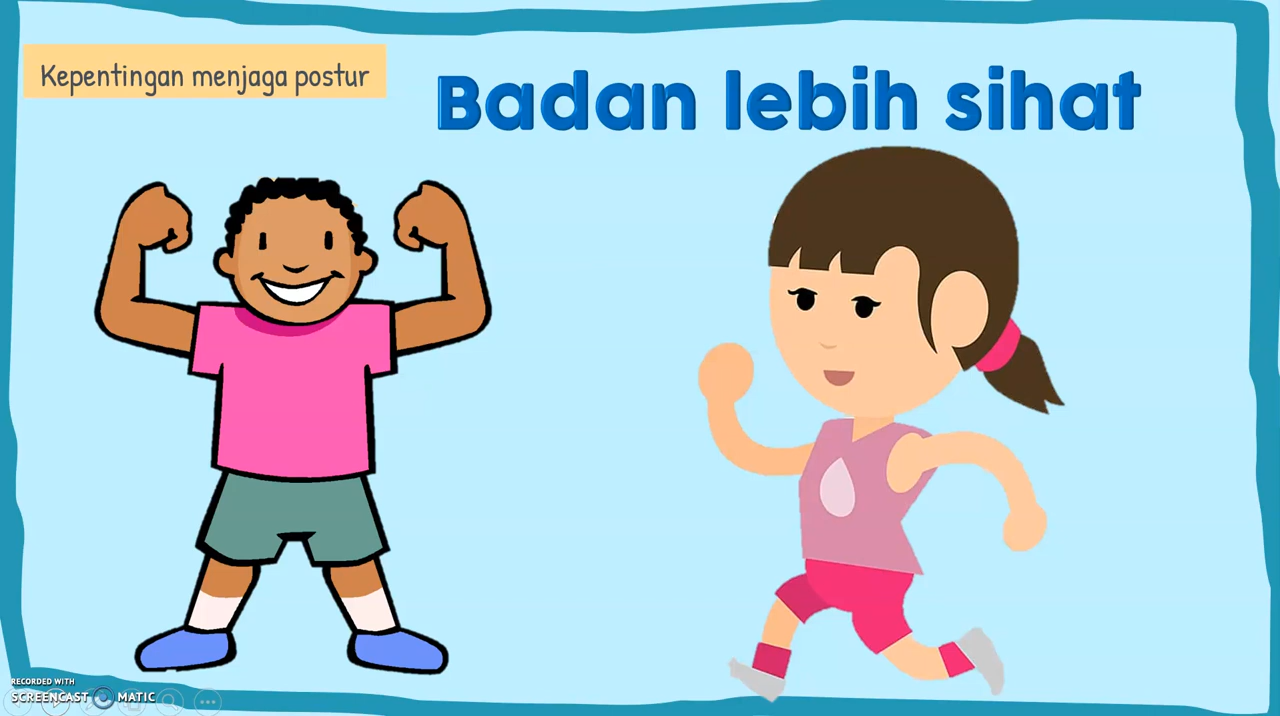 Kepentingan menjaga postur
Badan lebih sihat
RECORDED WITH
SCREENCAST MATIC